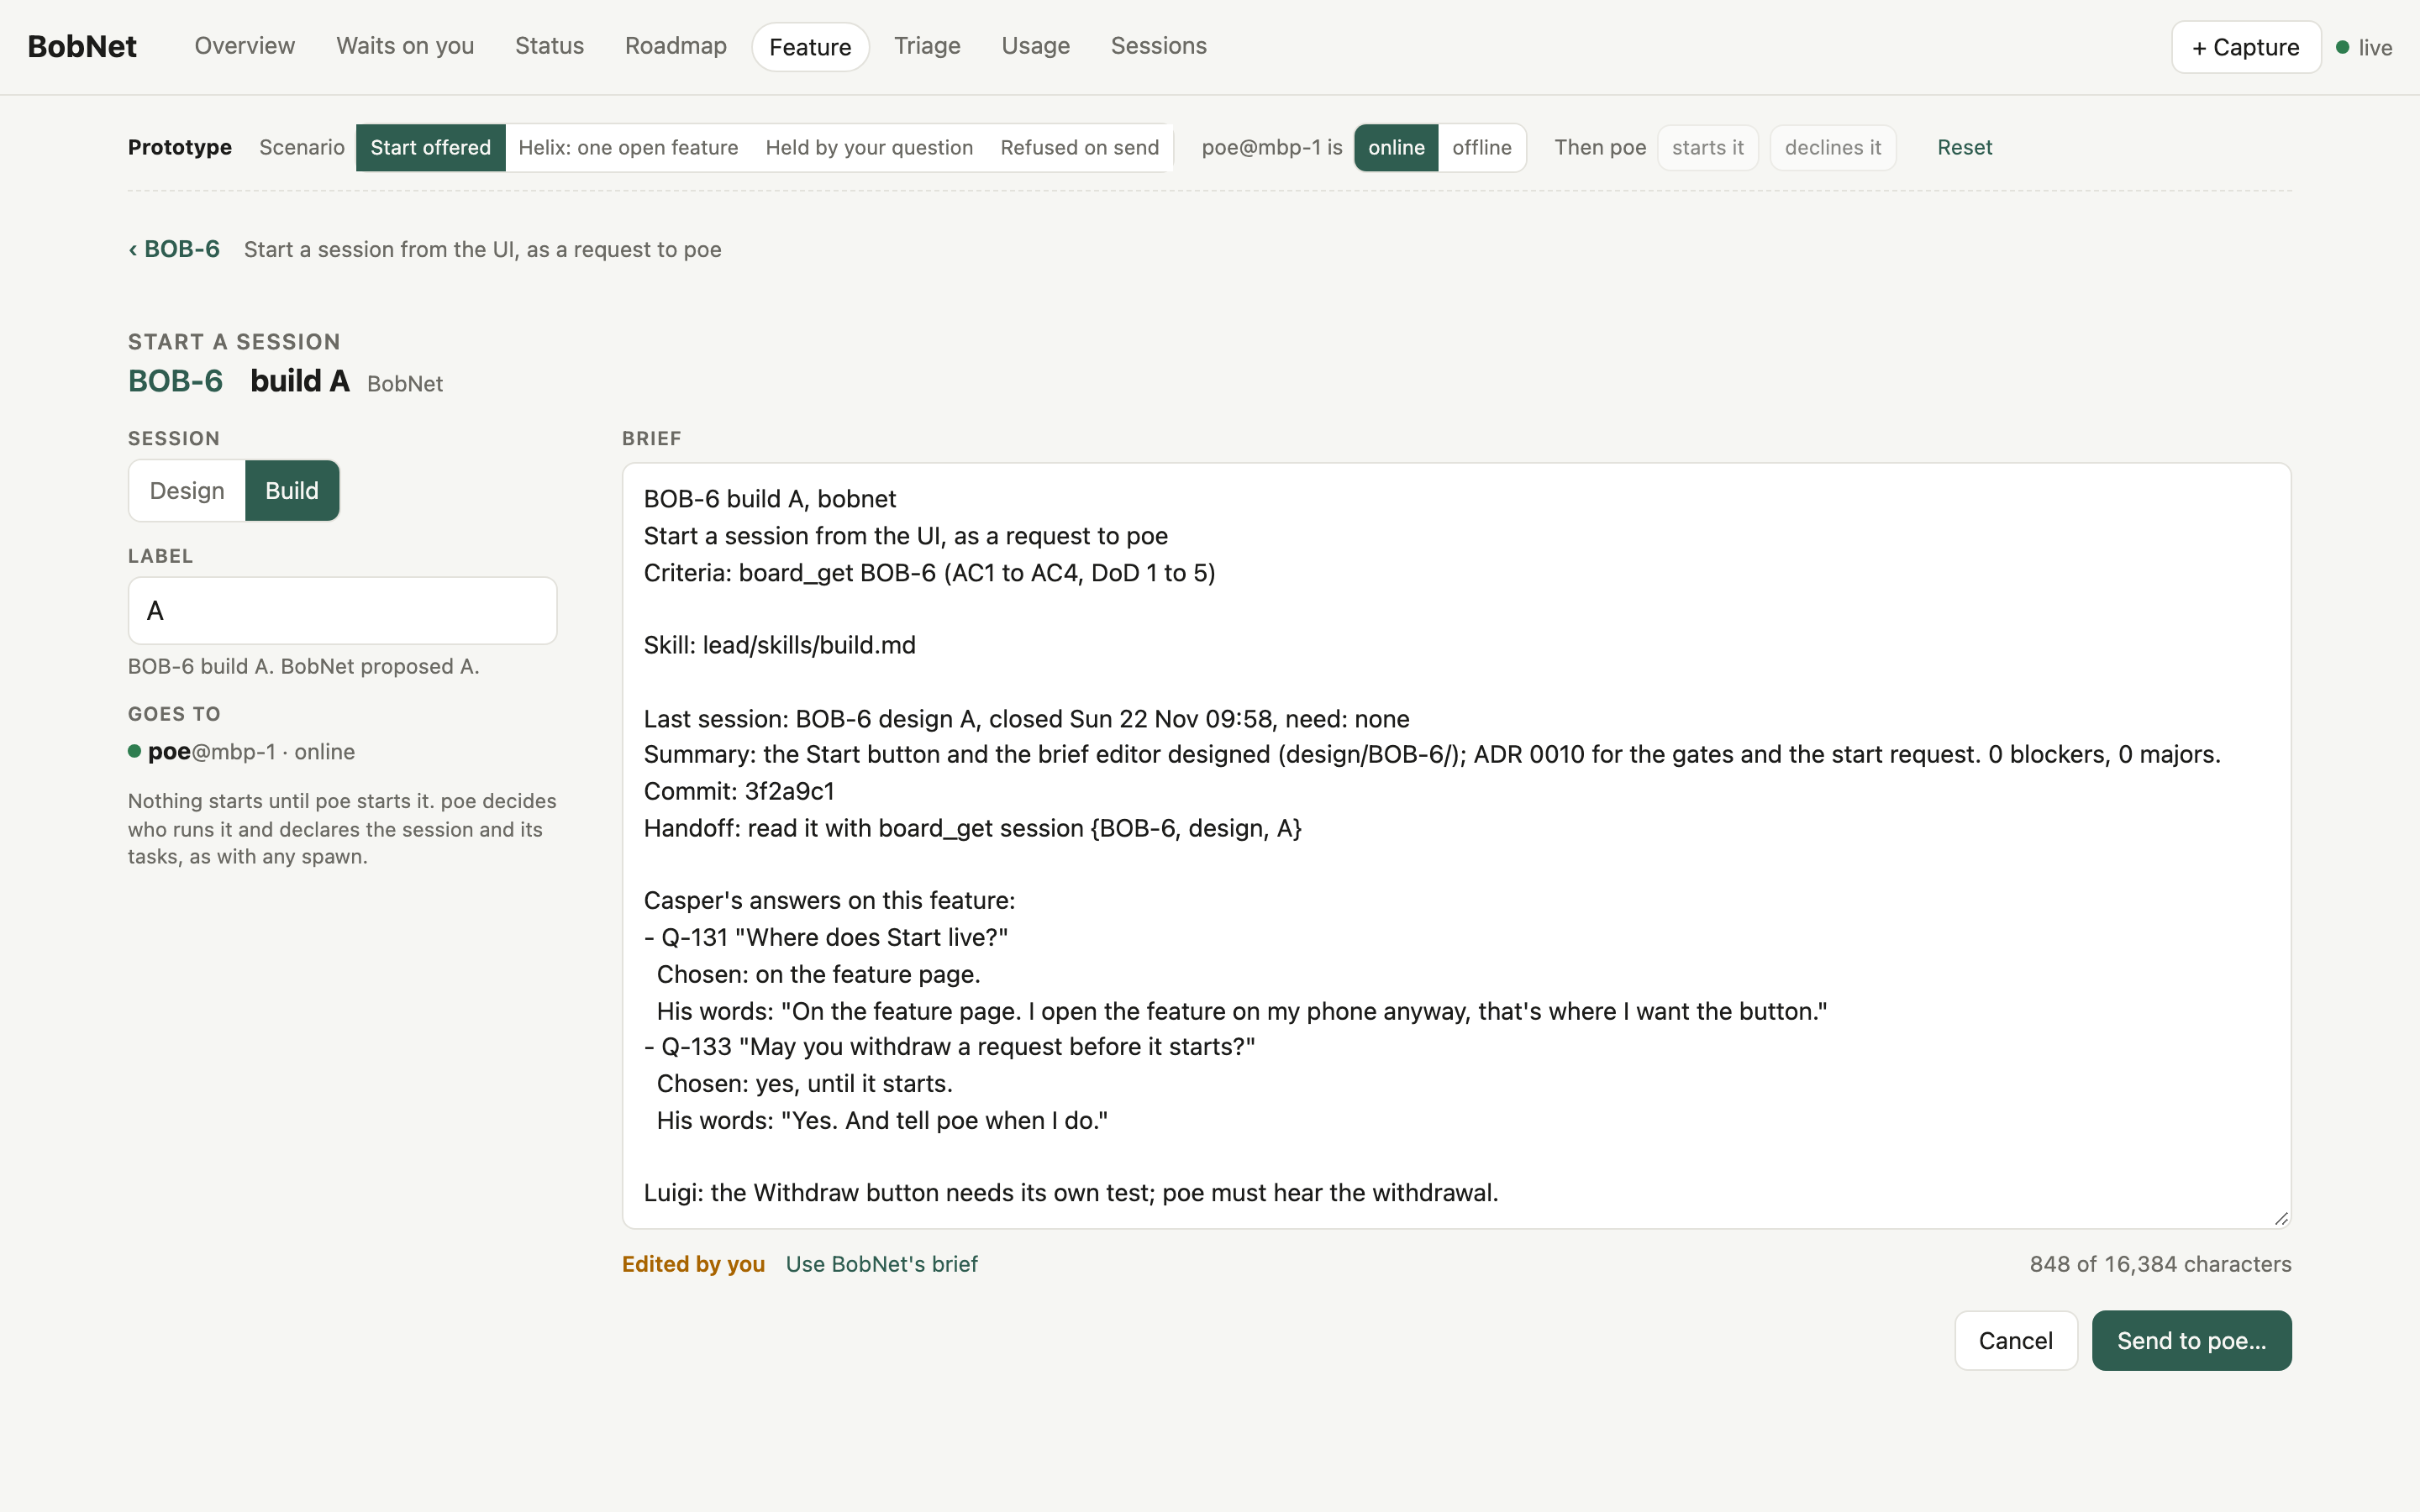 BobNet Overview Waits on you Status Roadmap Feature Triage Usage Sessions + Capture live
Prototype Scenario Start offered Helix: one open feature Held by your question Refused on send poe@mbp-1 is online offline Then poe starts it declines it Reset
‹ BOB-6 Start a session from the UI, as a request to poe
START A SESSION
BOB-6 build A BobNet
SESSION
Design Build
LABEL
A
BOB-6 build A. BobNet proposed A.
GOES TO
poe@mbp-1 · online
Nothing starts until poe starts it. poe decides
who runs it and declares the session and its
tasks, as with any spawn.
BRIEF
BOB-6 build A, bobnet
Start a session from the UI, as a request to poe
Criteria: board_get BOB-6 (AC1 to AC4, DoD 1 to 5)
Skill: lead/skills/build.md
Last session: BOB-6 design A, closed Sun 22 Nov 09:58, need: none
Summary: the Start button and the brief editor designed (design/BOB-6/); ADR 0010 for the gates and the start request. 0 blockers, 0 majors.
Commit: 3f2a9c1
Handoff: read it with board_get session {BOB-6, design, A}
Casper's answers on this feature:
- Q-131 "Where does Start live?"
Chosen: on the feature page.
His words: "On the feature page. I open the feature on my phone anyway, that's where I want the button."
- Q-133 "May you withdraw a request before it starts?"
Chosen: yes, until it starts.
His words: "Yes. And tell poe when I do."
Luigi: the Withdraw button needs its own test; poe must hear the withdrawal.
Edited by you Use BobNet's brief 848 of 16,384 characters
Cancel Send to poe...